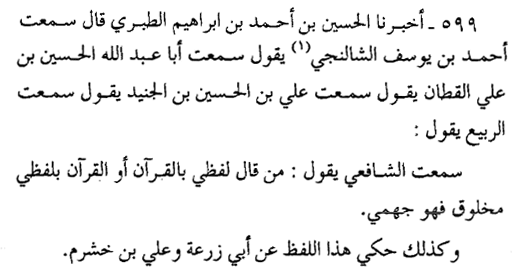 ٥٩٩ ـ أخبرنا الحسين بن أحمد بن ابراهيم الطبري قال سمعت
أحمد بن يوسف الشالنجي(١) يقول سمعت أبا عبد الله الحسين بن
علي القطان يقول سمعت علي بن الحسين بن الجنيد يقول سمعت
الربيع يقول :
سمعت الشافعي يقول : من قال لفظي بالقرآن أو القرآن بلفظي
مخلوق فهو جهمي.
وكذلك حكي هذا اللفظ عن أبي زرعة وعلي بن خشرم.